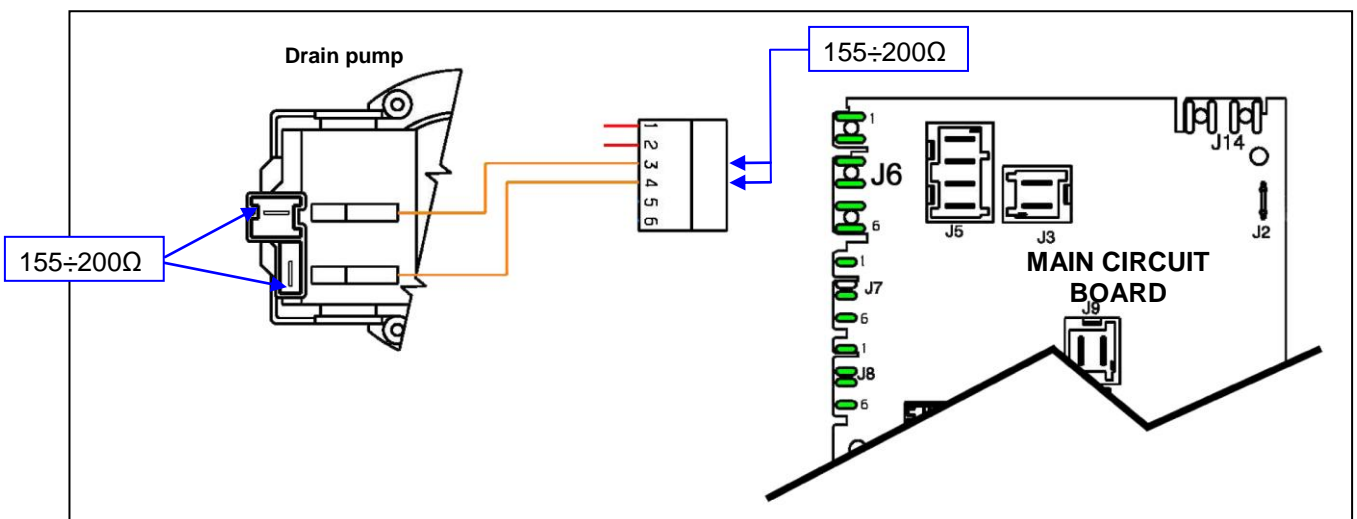 Drain pump
155÷200Ω
155÷200Ω
1
2
3
4
5
6
1
J6
6
1
J7
6
1
J8
6
J5
J3
J14
J2
MAIN CIRCUIT
BOARD
J9